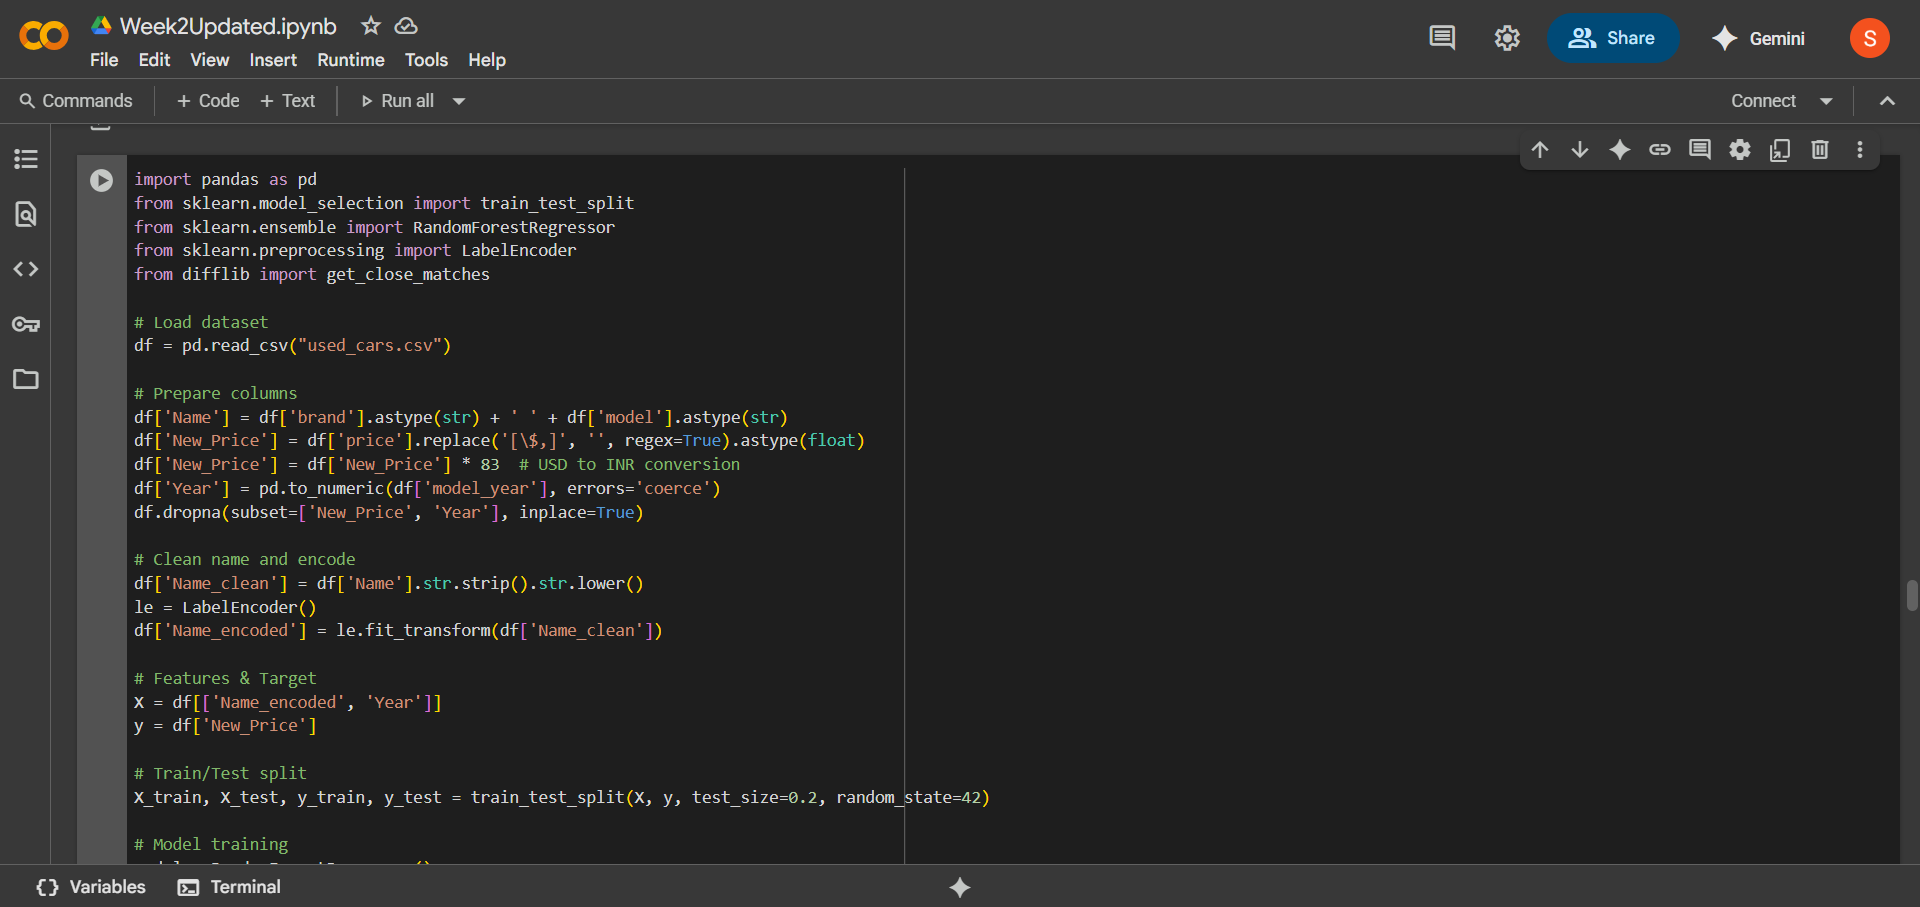 Week2Updated.ipynb
File Edit View Insert Runtime Tools Help
Share
Gemini
S
Commands
+ Code + Text
Run all
Connect
import pandas as pd
from sklearn.model_selection import train_test_split
from sklearn.ensemble import RandomForestRegressor
from sklearn.preprocessing import LabelEncoder
from difflib import get_close_matches
# Load dataset
df = pd.read_csv("used_cars.csv")
# Prepare columns
df['Name'] = df['brand'].astype(str) + ' ' + df['model'].astype(str)
df['New_Price'] = df['price'].replace('[\$,]', '', regex=True).astype(float)
df['New_Price'] = df['New_Price'] * 83  # USD to INR conversion
df['Year'] = pd.to_numeric(df['model_year'], errors='coerce')
df.dropna(subset=['New_Price', 'Year'], inplace=True)
# Clean name and encode
df['Name_clean'] = df['Name'].str.strip().str.lower()
le = LabelEncoder()
df['Name_encoded'] = le.fit_transform(df['Name_clean'])
# Features & Target
X = df[['Name_encoded', 'Year']]
y = df['New_Price']
# Train/Test split
X_train, X_test, y_train, y_test = train_test_split(X, y, test_size=0.2, random_state=42)
# Model training
Variables
Terminal